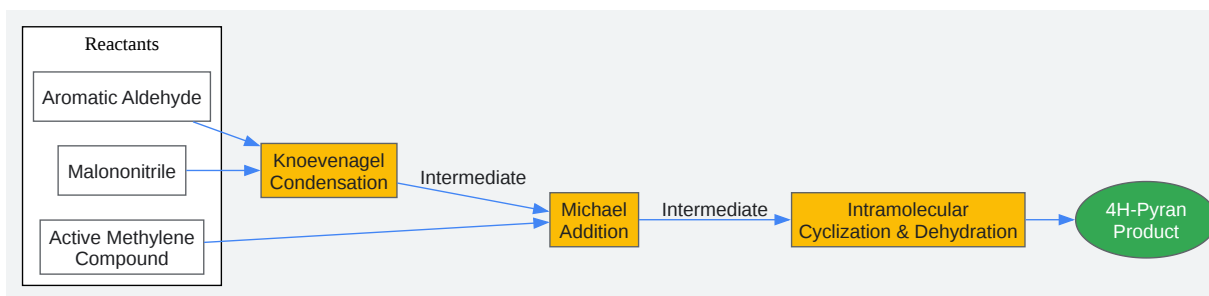 Reactants
Aromatic Aldehyde
Malononitrile
Active Methylene
Compound
Knoevenagel
Condensation
Intermediate
Michael
Addition
Intermediate
Intramolecular
Cyclization & Dehydration
4H-Pyran
Product